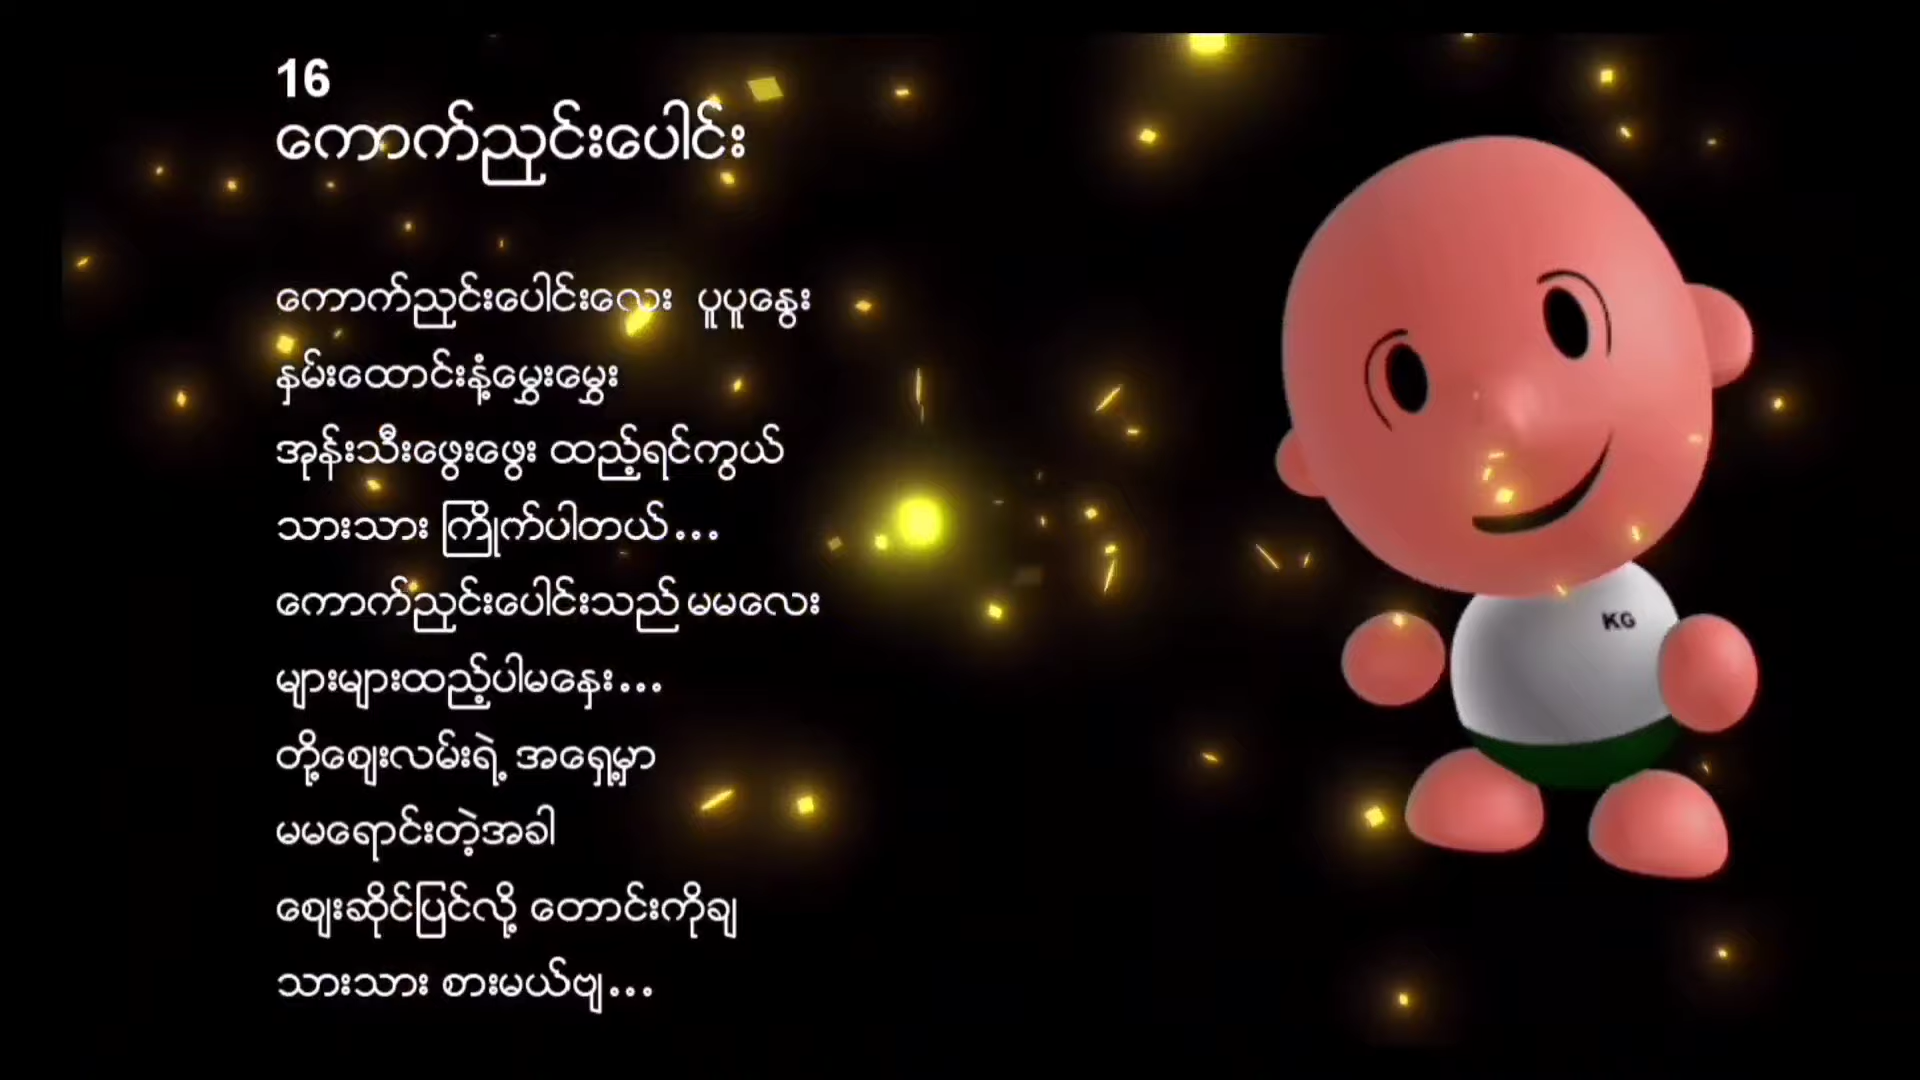 16
ကောက်ညှင်းပေါင်း
ကောက်ညှင်းပေါင်းလေး ပူပူနွေး
နှမ်းထောင်းနံ့မွှေးမွှေး
အုန်းသီးဖွေးဖွေး ထည့်ရင်ကွယ်
သားသား ကြိုက်ပါတယ်...
ကောက်ညှင်းပေါင်းသည် မမလေး
များများထည့်ပါမနှေး...
တို့ဈေးလမ်းရဲ့ အရှေ့မှာ
မမရောင်းတဲ့အခါ
ဈေးဆိုင်ပြင်လို့ တောင်းကိုချ
သားသား စားမယ်ဗျ...
KG